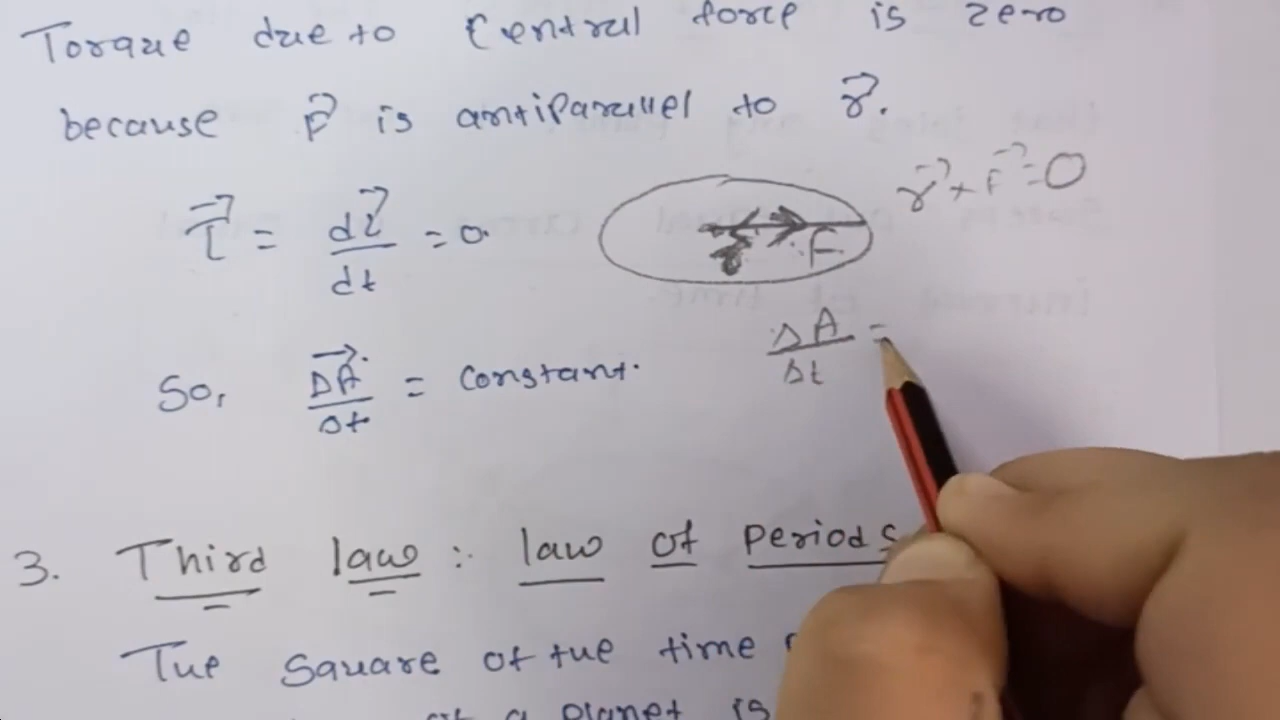 Torque due to Central force is zero
because F⃗ is antiparallel to r⃗.
r⃗ × F⃗ = 0
τ⃗ = dL⃗/dt = 0.
F
So, ΔA⃗/Δt = Constant.
ΔA/Δt =
3. Third law : law of Periods
The square of the time
of a planet is